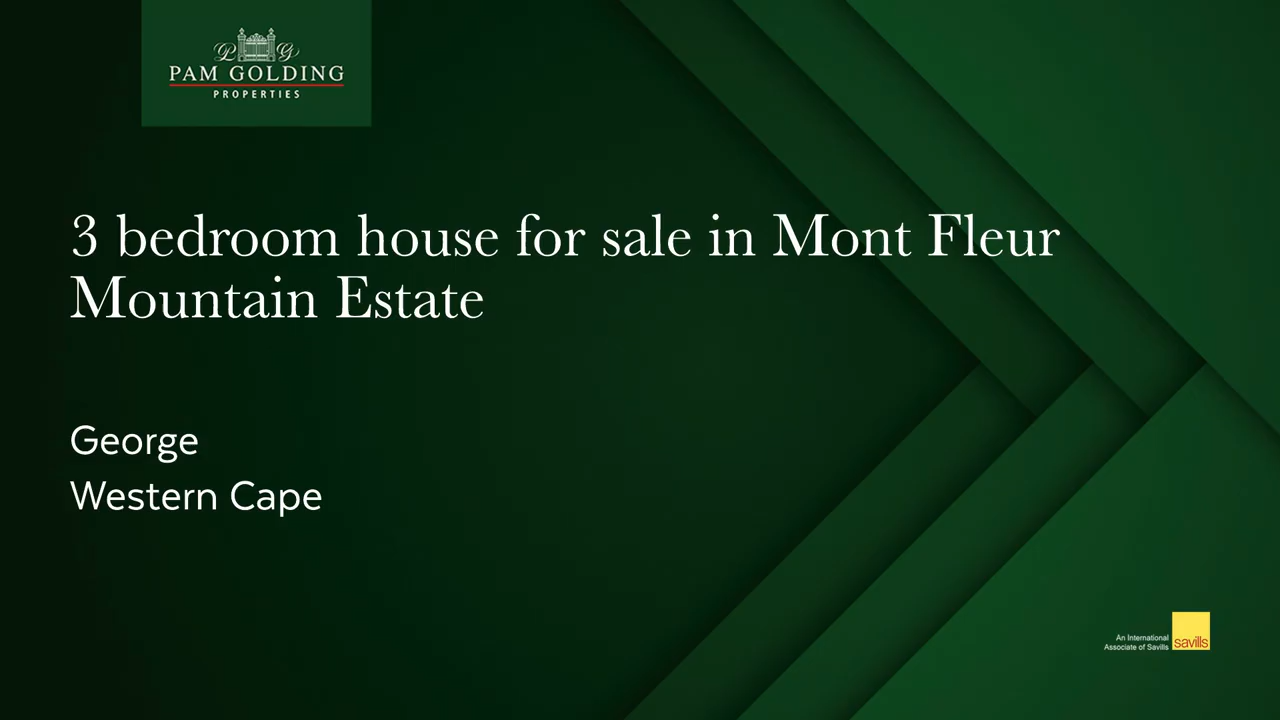 PG
PAM GOLDING
PROPERTIES
3 bedroom house for sale in Mont Fleur
Mountain Estate
George
Western Cape
An International
Associate of Savills
savills